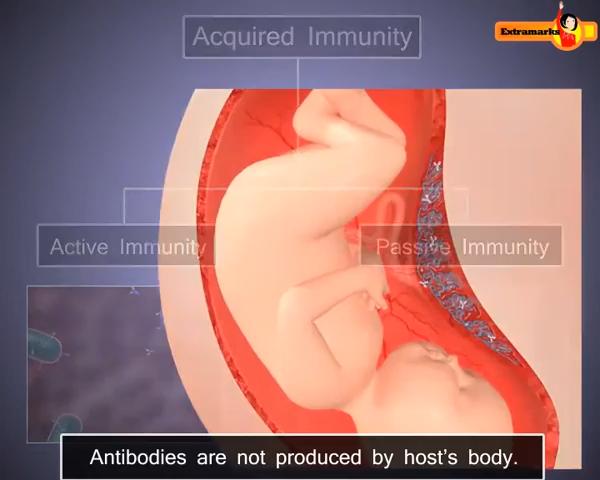 Acquired Immunity
Extramarks
Active Immunity
Passive Immunity
Antibodies are not produced by host's body.